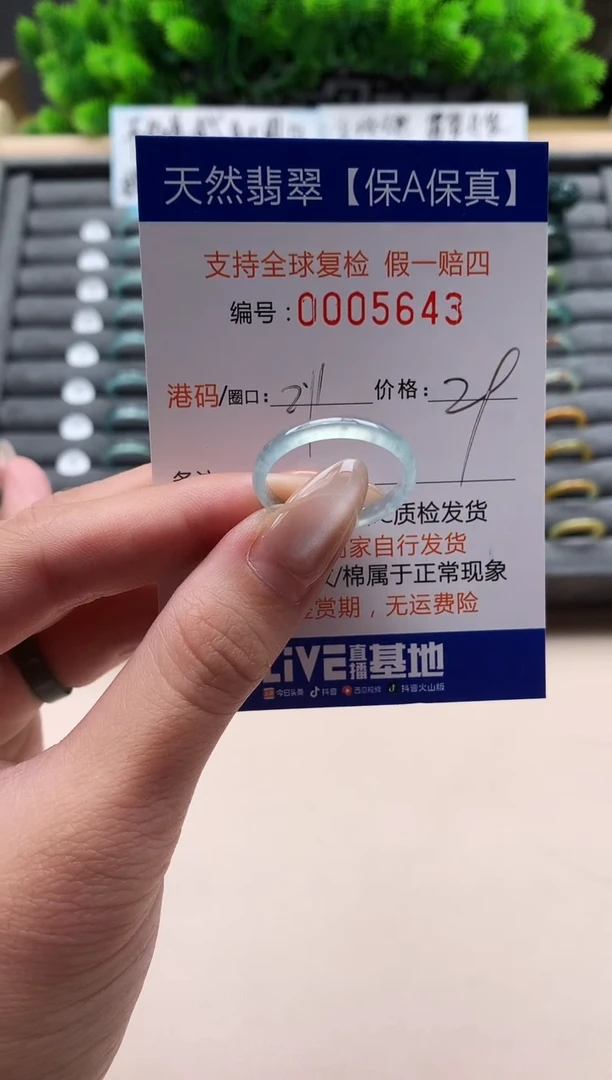 天然翡翠【保A保真】
支持全球复检 假一赔四
编号:0005643
港码/圈口: 价格:
质检发货
家自行发货
/棉属于正常现象
赏期,无运费险
LiVE直播基地
今日头条 抖音 西瓜视频 抖音火山版